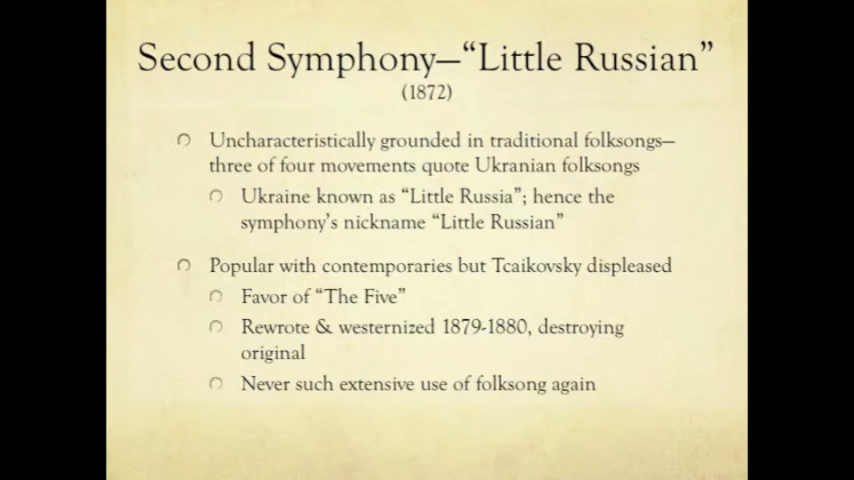 Second Symphony—“Little Russian”
(1872)
Uncharacteristically grounded in traditional folksongs—
three of four movements quote Ukranian folksongs
Ukraine known as “Little Russia”; hence the
symphony’s nickname “Little Russian”
Popular with contemporaries but Tcaikovsky displeased
Favor of “The Five”
Rewrote & westernized 1879-1880, destroying
original
Never such extensive use of folksong again